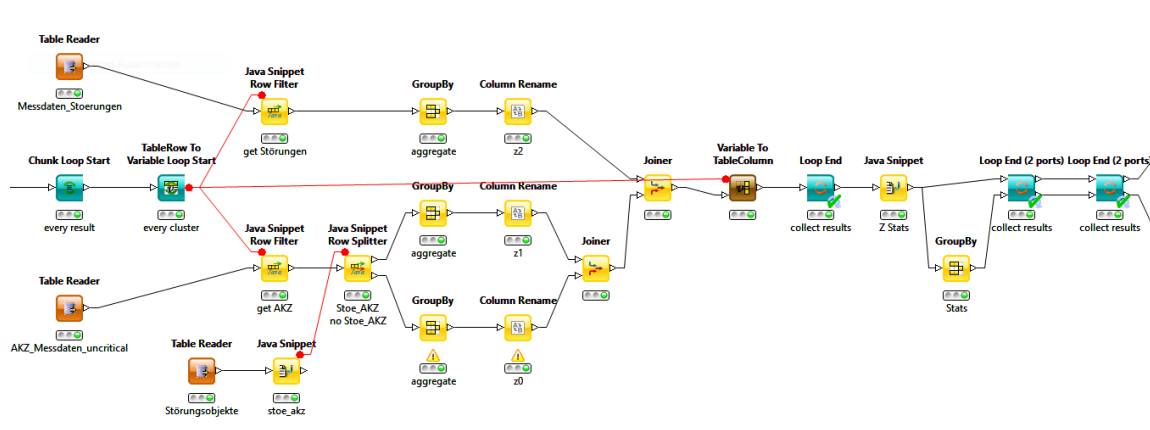 Table Reader
Messdaten_Stoerungen
Java Snippet
Row Filter
get Störungen
GroupBy
aggregate
Column Rename
z2
Chunk Loop Start
every result
TableRow To
Variable Loop Start
every cluster
Joiner
Variable To
TableColumn
Loop End
collect results
Java Snippet
Z Stats
Loop End (2 ports)
collect results
Loop End (2 ports)
collect results
GroupBy
aggregate
Column Rename
z1
Java Snippet
Row Filter
get AKZ
Java Snippet
Row Splitter
Stoe_AKZ
no Stoe_AKZ
Joiner
GroupBy
Stats
Table Reader
AKZ_Messdaten_uncritical
GroupBy
aggregate
Column Rename
z0
Table Reader
Störungsobjekte
Java Snippet
stoe_akz